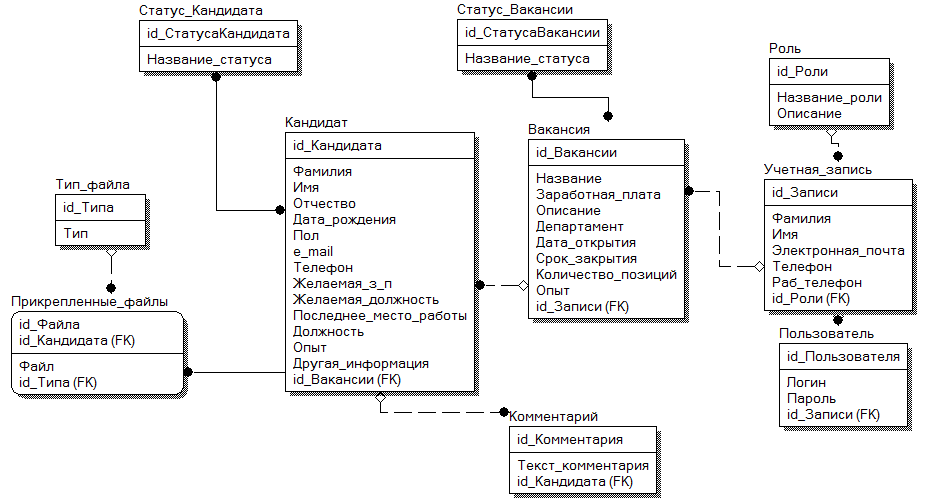 Статус_Кандидата
id_СтатусаКандидата
Название_статуса
Статус_Вакансии
id_СтатусаВакансии
Название_статуса
Роль
id_Роли
Название_роли
Описание
Кандидат
id_Кандидата
Фамилия
Имя
Отчество
Дата_рождения
Пол
e_mail
Телефон
Желаемая_з_п
Желаемая_должность
Последнее_место_работы
Должность
Опыт
Другая_информация
id_Вакансии (FK)
Вакансия
id_Вакансии
Название
Заработная_плата
Описание
Департамент
Дата_открытия
Срок_закрытия
Количество_позиций
Опыт
id_Записи (FK)
Учетная_запись
id_Записи
Фамилия
Имя
Электронная_почта
Телефон
Раб_телефон
id_Роли (FK)
Тип_файла
id_Типа
Тип
Прикрепленные_файлы
id_Файла
id_Кандидата (FK)
Файл
id_Типа (FK)
Пользователь
id_Пользователя
Логин
Пароль
id_Записи (FK)
Комментарий
id_Комментария
Текст_комментария
id_Кандидата (FK)